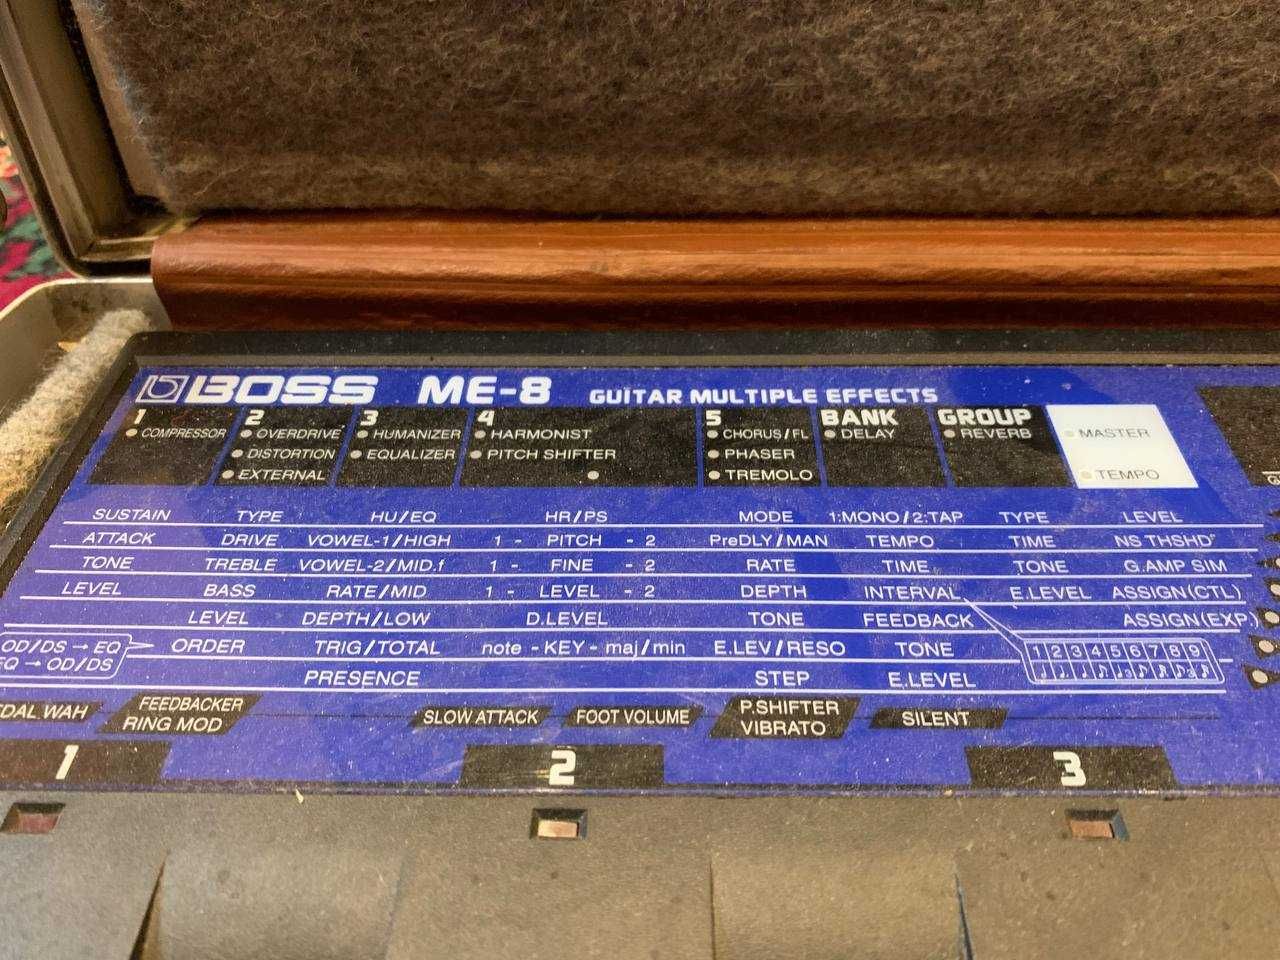 BOSS ME-8 GUITAR MULTIPLE EFFECTS
1 2 3 4 5 BANK GROUP
COMPRESSOR OVERDRIVE HUMANIZER HARMONIST CHORUS/FL DELAY REVERB MASTER
DISTORTION EQUALIZER PITCH SHIFTER PHASER
EXTERNAL TREMOLO TEMPO
SUSTAIN TYPE HU/EQ HR/PS MODE 1:MONO/2:TAP TYPE LEVEL
ATTACK DRIVE VOWEL-1/HIGH 1 - PITCH - 2 PreDLY/MAN TEMPO TIME NS THSHD
TONE TREBLE VOWEL-2/MID.f 1 - FINE - 2 RATE TIME TONE G.AMP SIM
LEVEL BASS RATE/MID 1 - LEVEL - 2 DEPTH INTERVAL E.LEVEL ASSIGN(CTL)
LEVEL DEPTH/LOW D.LEVEL TONE FEEDBACK ASSIGN(EXP.)
OD/DS → EQ ORDER TRIG/TOTAL note - KEY - maj/min E.LEV/RESO TONE 1 2 3 4 5 6 7 8 9
EQ → OD/DS
PRESENCE STEP E.LEVEL
WAH FEEDBACKER SLOW ATTACK FOOT VOLUME P.SHIFTER SILENT
RING MOD VIBRATO
1 2 3